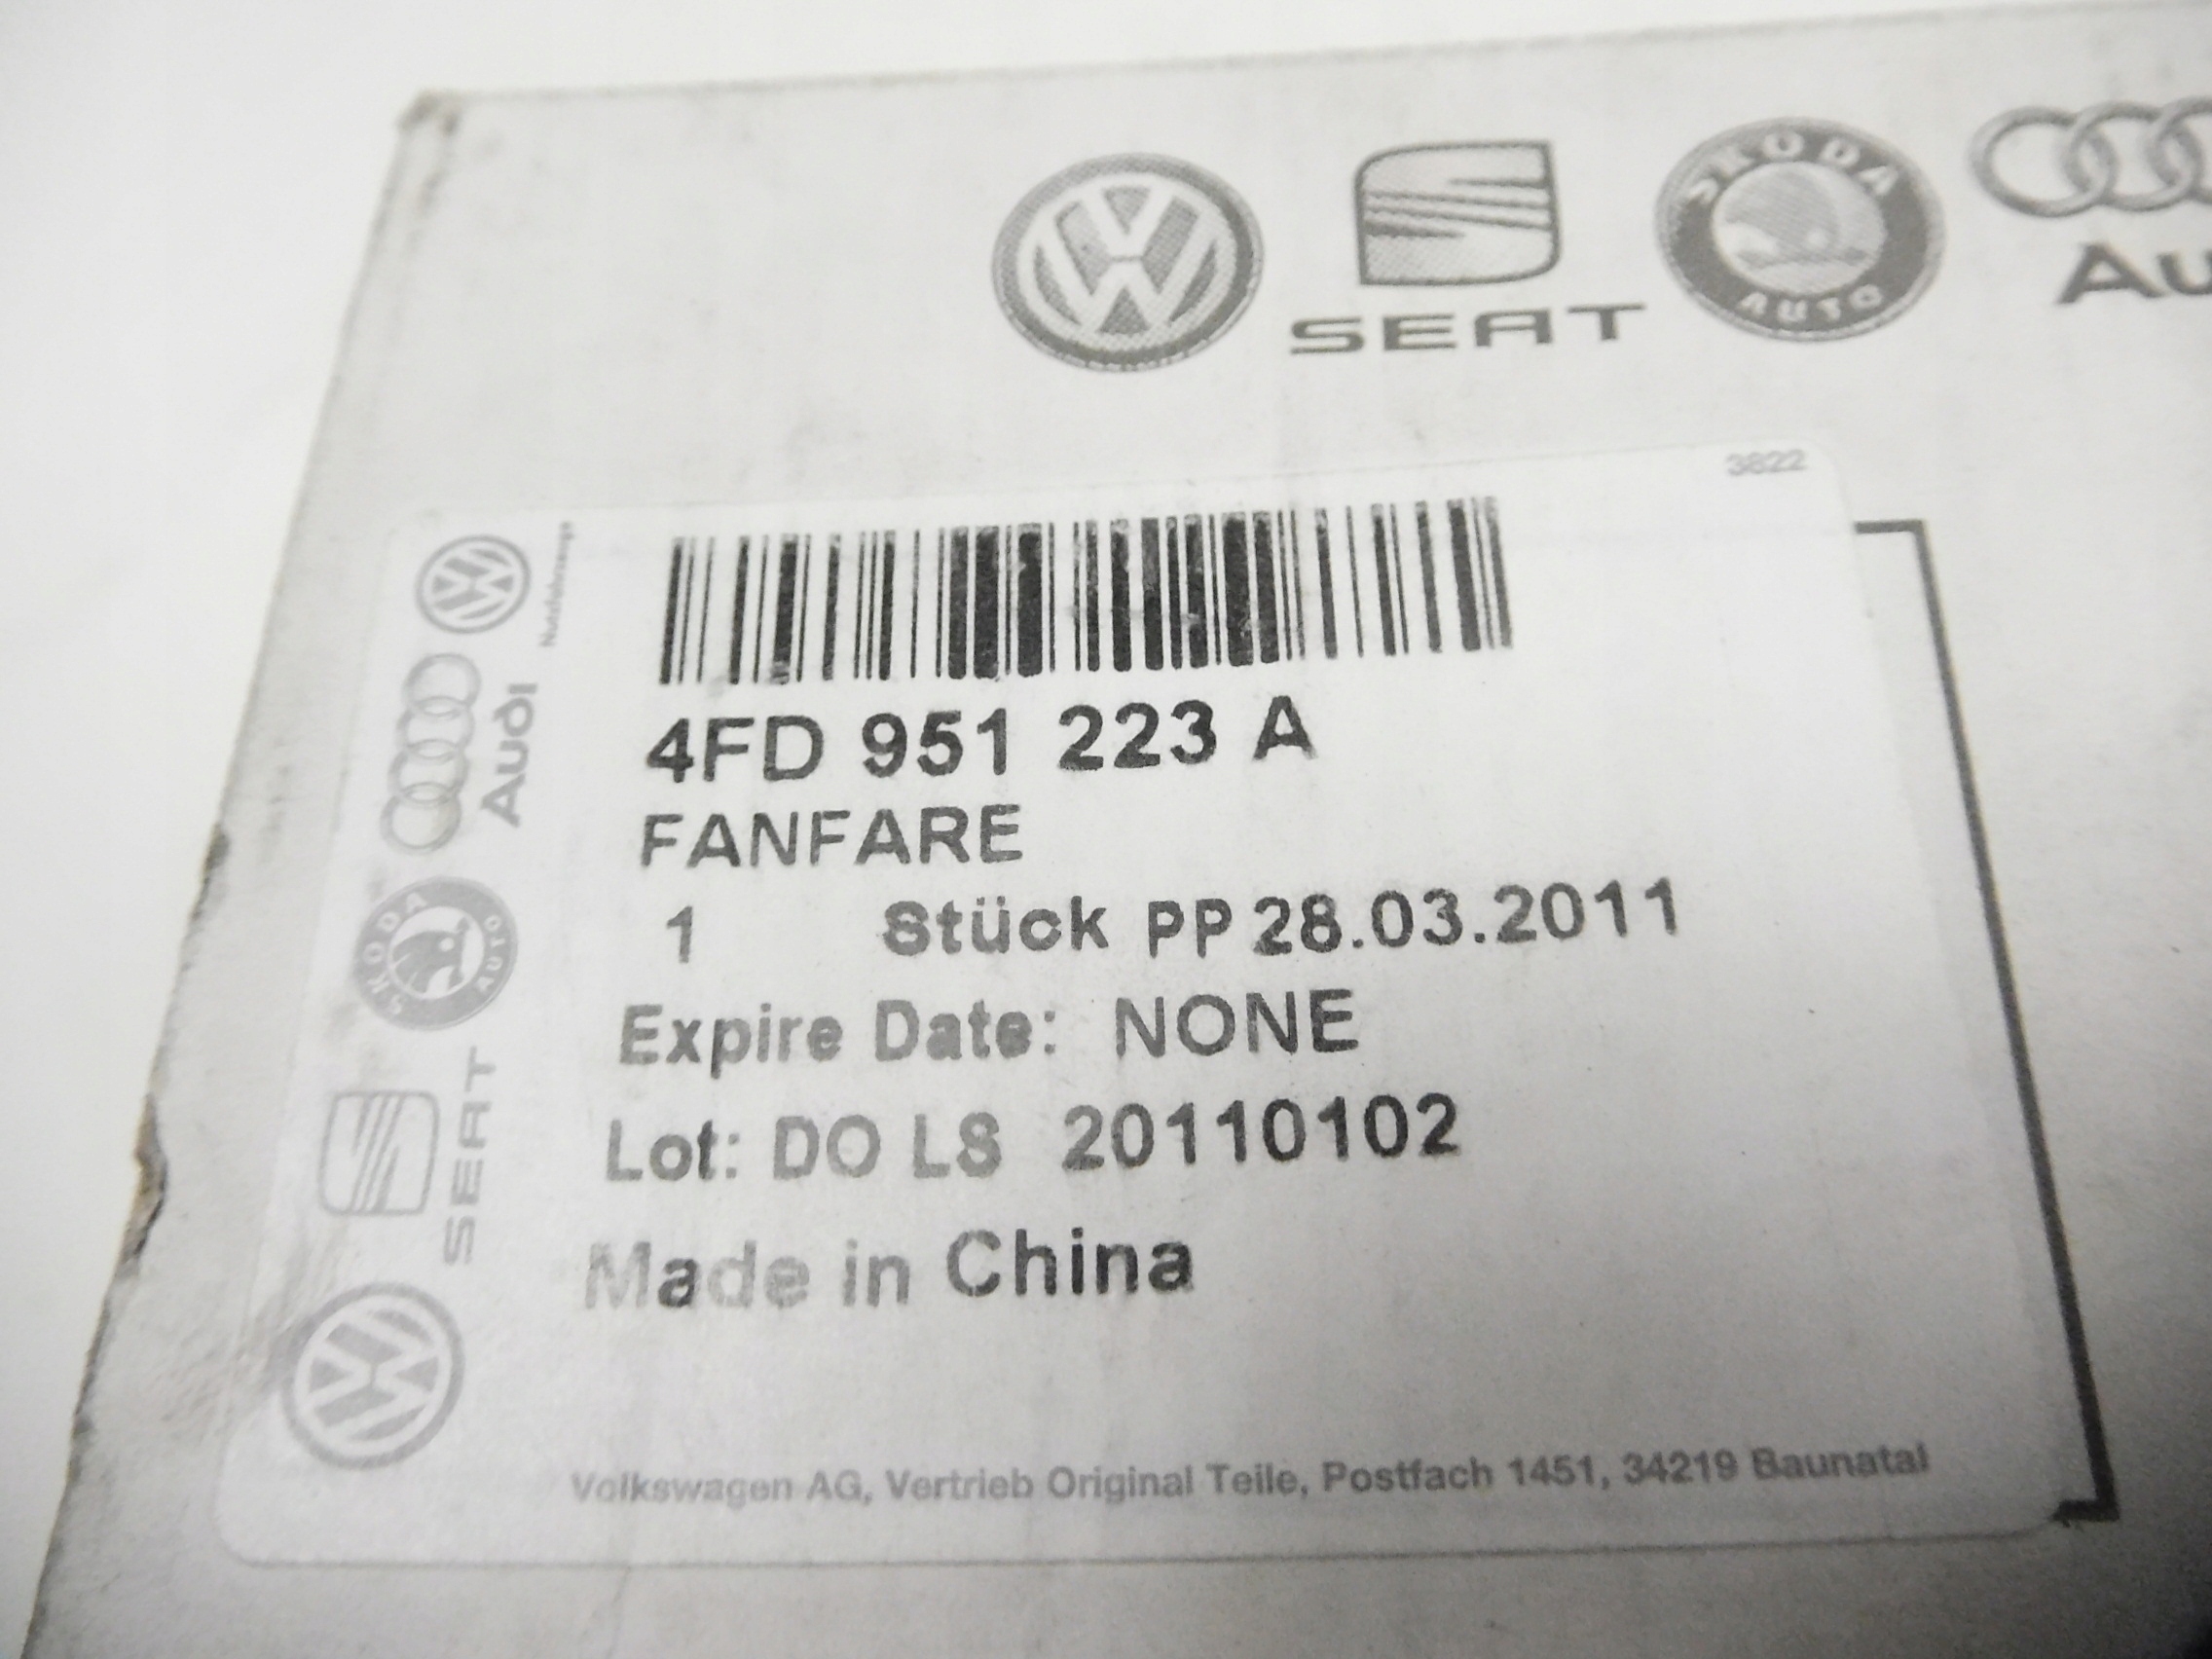 SEAT
SKODA
AUTO
Au
3822
Nutzfahrzeuge
Audi
SKODA
AUTO
SEAT
4FD 951 223 A
FANFARE
1 Stück PP 28.03.2011
Expire Date: NONE
Lot: DO LS 20110102
Made in China
Volkswagen AG, Vertrieb Original Teile, Postfach 1451, 34219 Baunatal